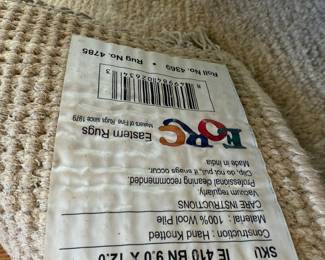 SKU IE 410 BN 9.0 X 12.0
Construction: Hand Knotted
Material: 100% Wool Pile
CARE INSTRUCTIONS
Vacuum regularly.
Professional cleaning recommended.
Clip, do not pull, if snags occur.
Made in India
EORC
Eastern Rugs
Makers of Fine Rugs since 1979
Roll No. 4369 Rug No. 4785